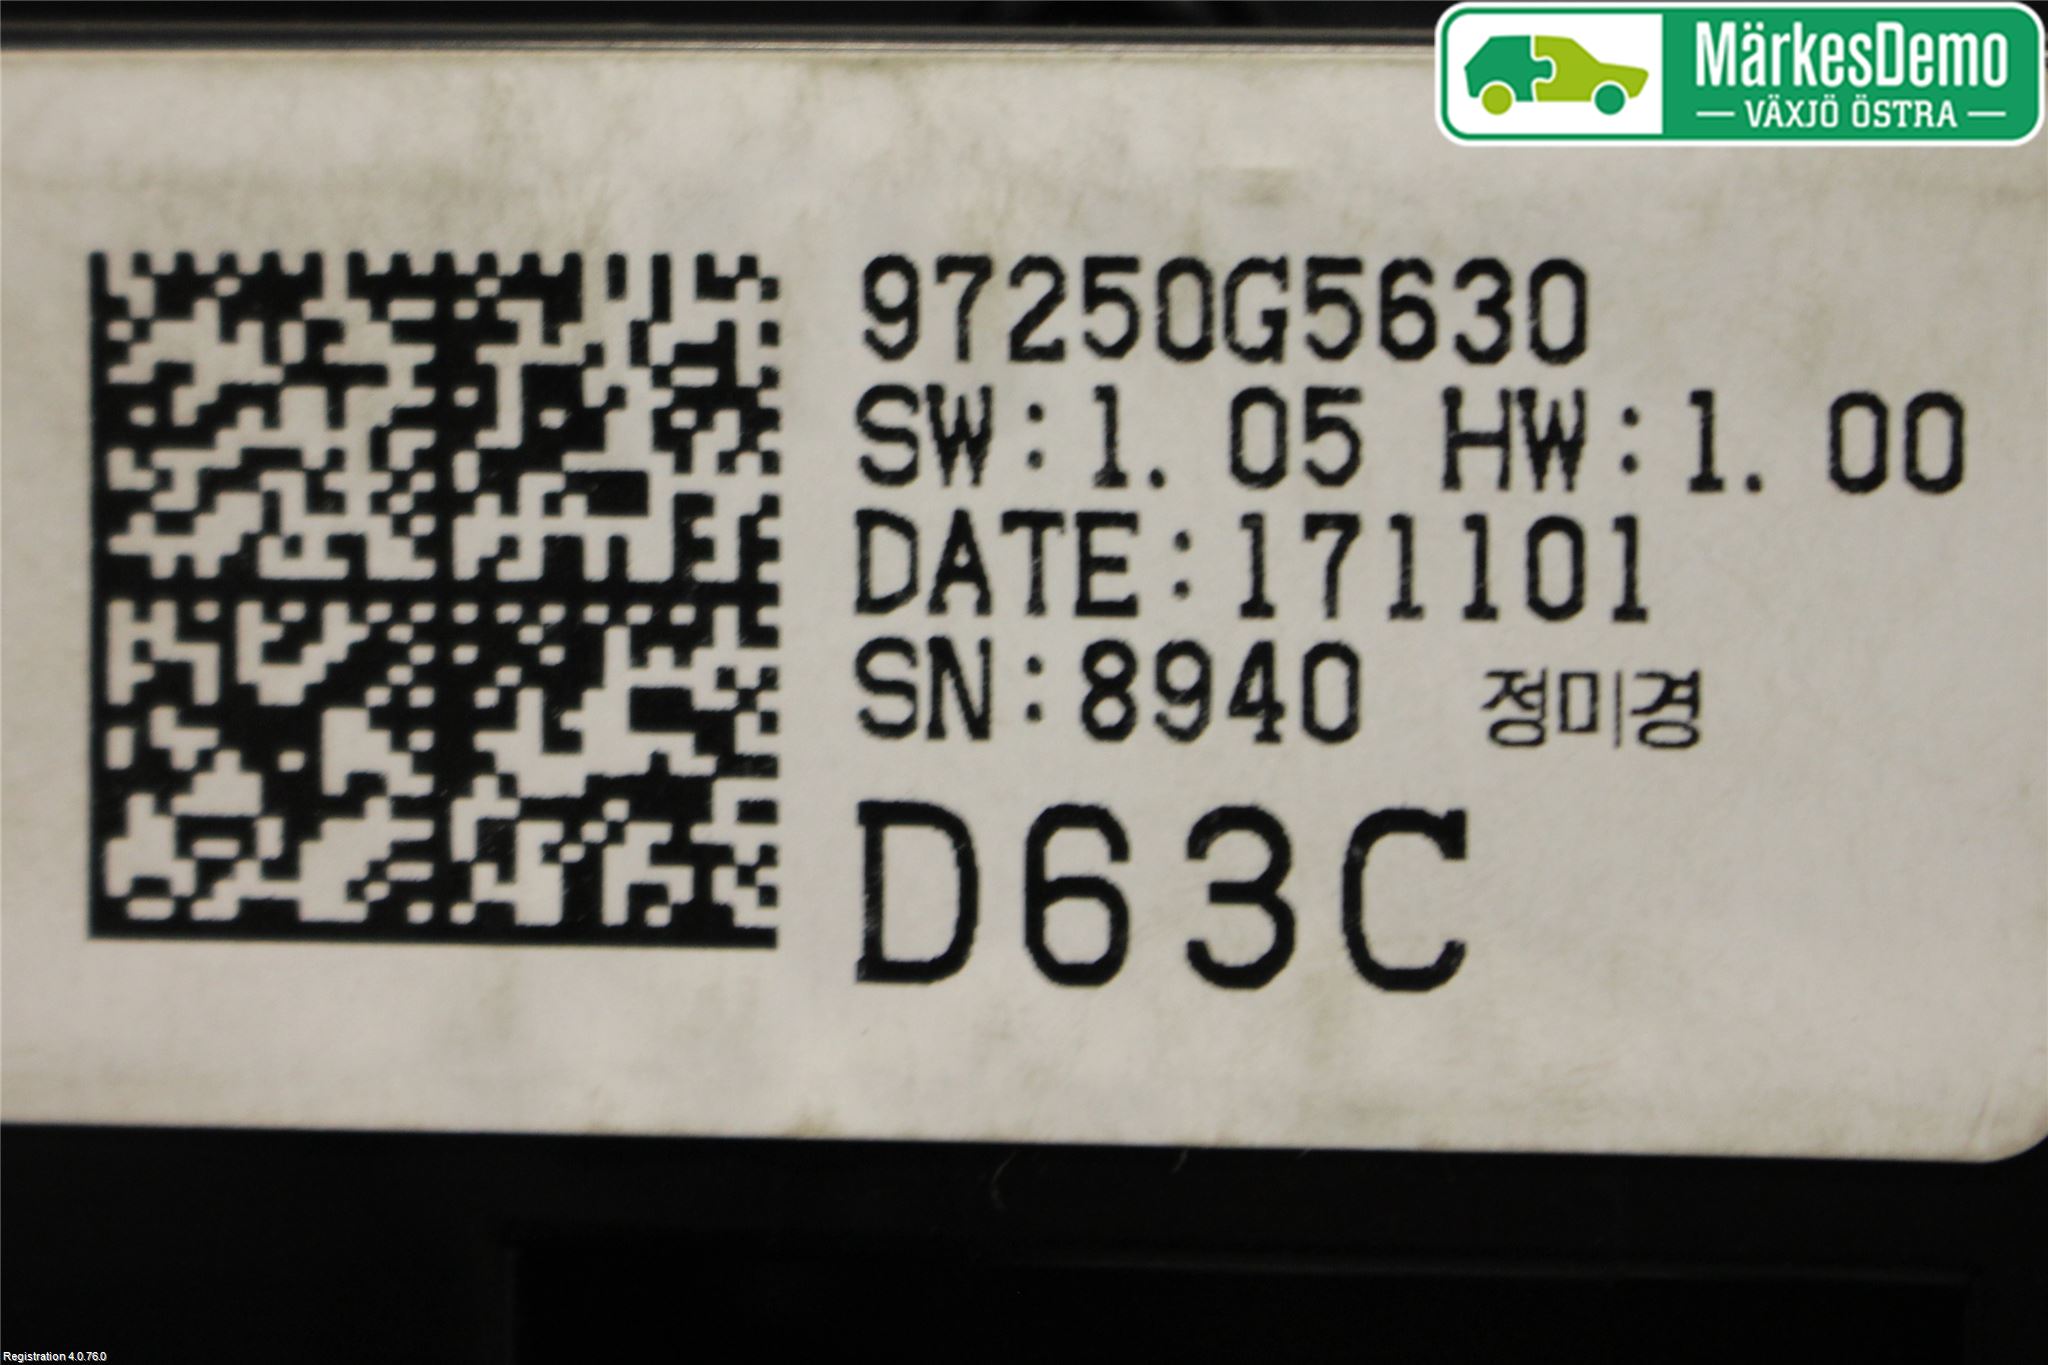 MärkesDemo
VÄXJÖ ÖSTRA
97250G5630
SW:1.05 HW:1.00
DATE:171101
SN:8940 정미경
D63C
Registration 4.0.76.0